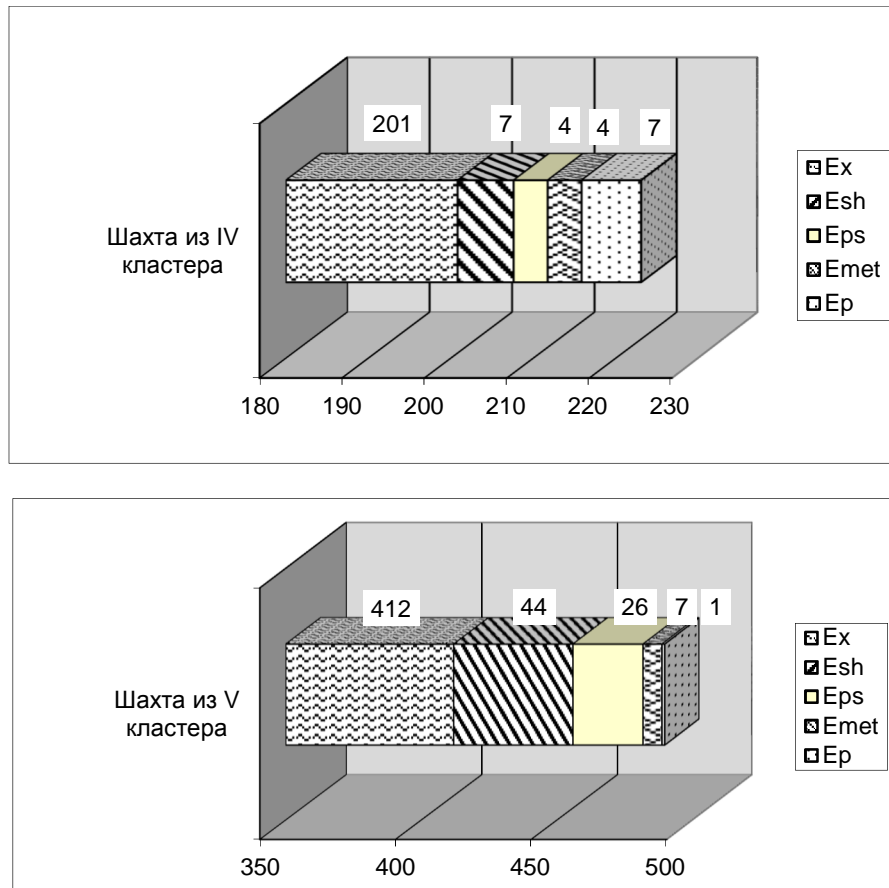 201 7 4 4 7
Шахта из IV
кластера
180 190 200 210 220 230
Ex
Esh
Eps
Emet
Ep
412 44 26 7 1
Шахта из V
кластера
350 400 450 500
Ex
Esh
Eps
Emet
Ep